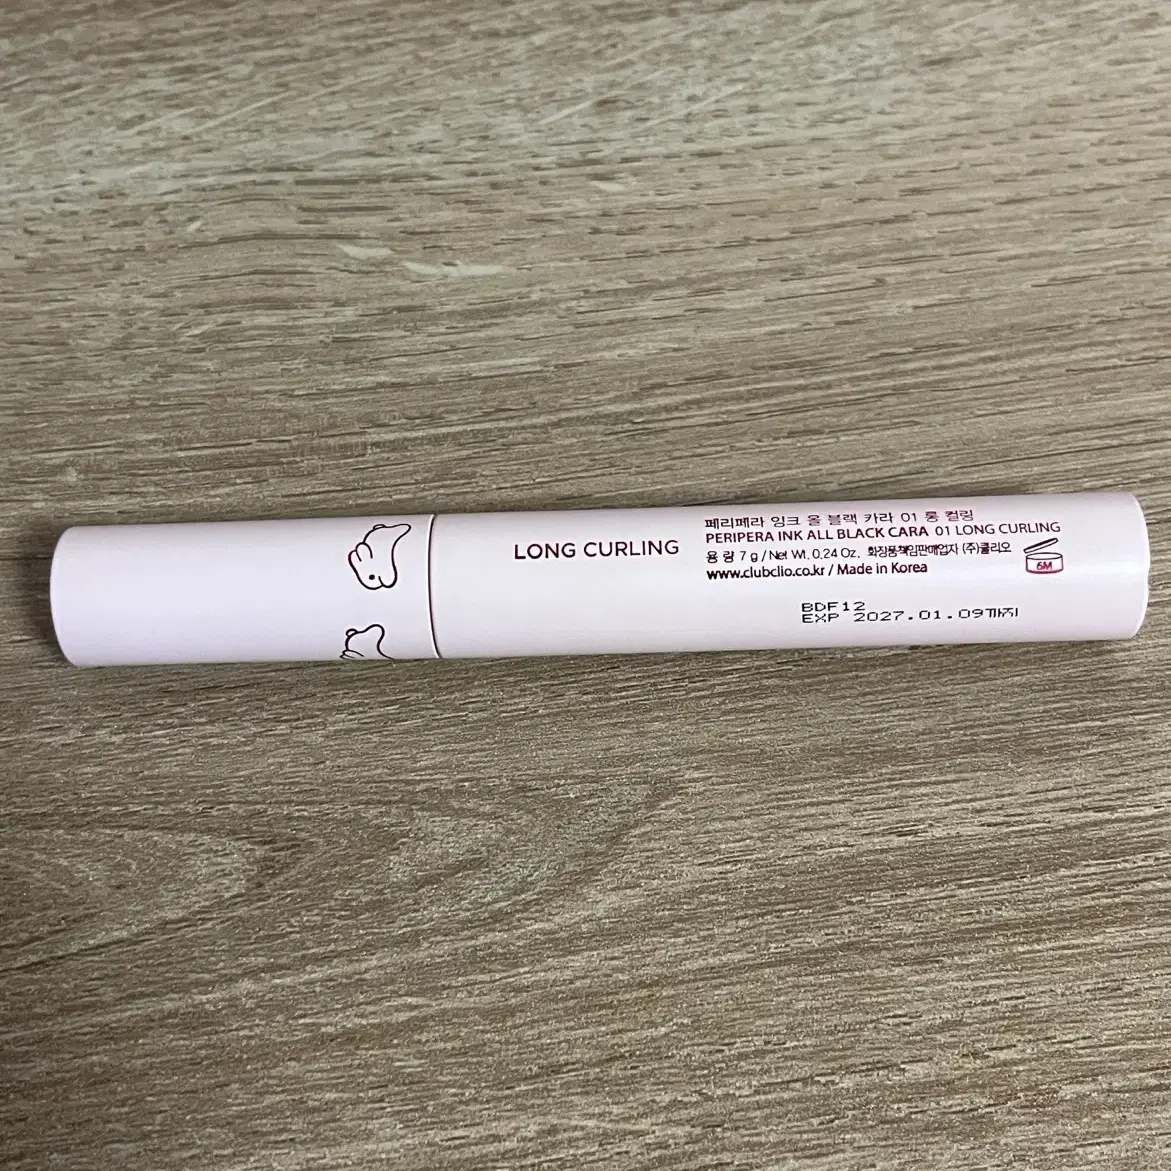 LONG CURLING
페리페라 잉크 올 블랙 카라 01 롱 컬링
PERIPERA INK ALL BLACK CARA 01 LONG CURLING
용 량 7 g / Net Wt. 0.24 Oz. 화장품책임판매업자 (주)클리오
www.clubclio.co.kr / Made in Korea
6M
BDF12
EXP 2027.01.09까지